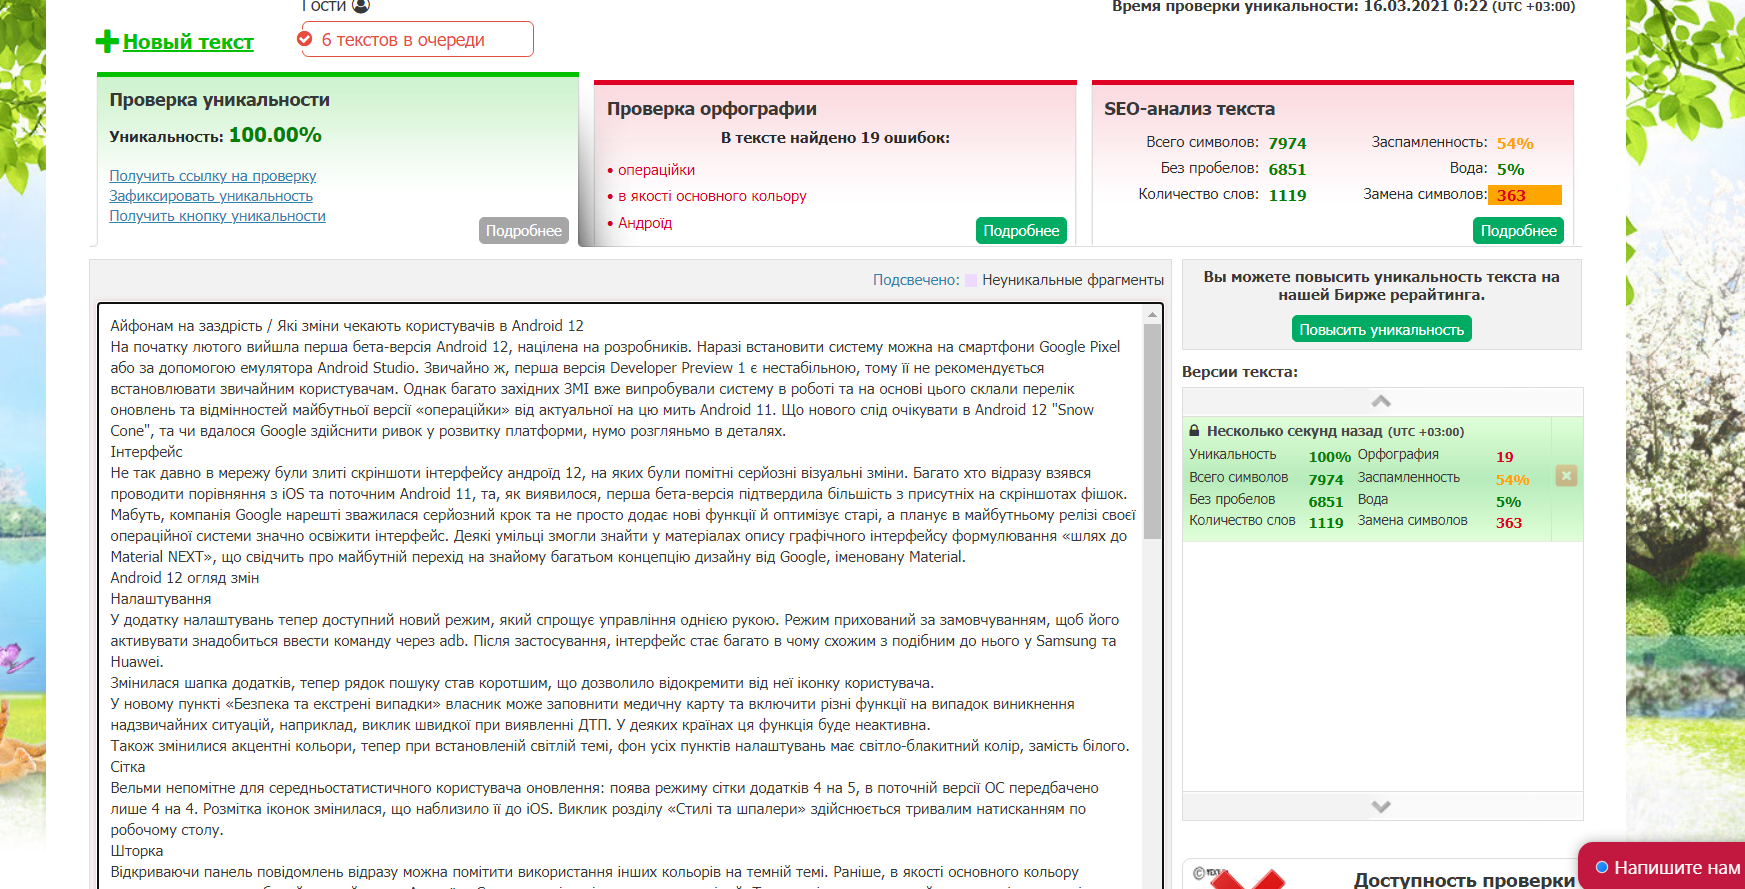 Гости
Время проверки уникальности: 16.03.2021 0:22 (UTC +03:00)
Новый текст
6 текстов в очереди
Проверка уникальности
Уникальность: 100.00%
Получить ссылку на проверку
Зафиксировать уникальность
Получить кнопку уникальности
Подробнее
Проверка орфографии
В тексте найдено 19 ошибок:
• операційки
• в якості основного кольору
• Андроїд
Подробнее
SEO-анализ текста
Всего символов: 7974 Заспамленность: 54%
Без пробелов: 6851 Вода: 5%
Количество слов: 1119 Замена символов: 363
Подробнее
Подсвечено: Неуникальные фрагменты
Айфонам на заздрість / Які зміни чекають користувачів в Android 12
На початку лютого вийшла перша бета-версія Android 12, націлена на розробників. Наразі встановити систему можна на смартфони Google Pixel
або за допомогою емулятора Android Studio. Звичайно ж, перша версія Developer Preview 1 є нестабільною, тому її не рекомендується
встановлювати звичайним користувачам. Однак багато західних ЗМІ вже випробували систему в роботі та на основі цього склали перелік
оновлень та відмінностей майбутньої версії «операційки» від актуальної на цю мить Android 11. Що нового слід очікувати в Android 12 "Snow
Cone", та чи вдалося Google здійснити ривок у розвитку платформи, нумо розгляньмо в деталях.
Інтерфейс
Не так давно в мережу були злиті скріншоти інтерфейсу андроїд 12, на яких були помітні серйозні візуальні зміни. Багато хто відразу взявся
проводити порівняння з iOS та поточним Android 11, та, як виявилося, перша бета-версія підтвердила більшість з присутніх на скріншотах фішок.
Мабуть, компанія Google нарешті зважилася серйозний крок та не просто додає нові функції й оптимізує старі, а планує в майбутньому релізі своєї
операційної системи значно освіжити інтерфейс. Деякі умільці змогли знайти у матеріалах опису графічного інтерфейсу формулювання «шлях до
Material NEXT», що свідчить про майбутній перехід на знайому багатьом концепцію дизайну від Google, іменовану Material.
Android 12 огляд змін
Налаштування
У додатку налаштувань тепер доступний новий режим, який спрощує управління однією рукою. Режим прихований за замовчуванням, щоб його
активувати знадобиться ввести команду через adb. Після застосування, інтерфейс стає багато в чому схожим з подібним до нього у Samsung та
Huawei.
Змінилася шапка додатків, тепер рядок пошуку став коротшим, що дозволило відокремити від неї іконку користувача.
У новому пункті «Безпека та екстрені випадки» власник може заповнити медичну карту та включити різні функції на випадок виникнення
надзвичайних ситуацій, наприклад, виклик швидкої при виявленні ДТП. У деяких країнах ця функція буде неактивна.
Також змінилися акцентні кольори, тепер при встановленій світлій темі, фон усіх пунктів налаштувань має світло-блакитний колір, замість білого.
Сітка
Вельми непомітне для середньостатистичного користувача оновлення: поява режиму сітки додатків 4 на 5, в поточній версії ОС передбачено
лише 4 на 4. Розмітка іконок змінилася, що наблизило її до iOS. Виклик розділу «Стилі та шпалери» здійснюється тривалим натисканням по
робочому столу.
Шторка
Відкриваючи панель повідомлень відразу можна помітити використання інших кольорів на темній темі. Раніше, в якості основного кольору
Вы можете повысить уникальность текста на
нашей Бирже рерайтинга.
Повысить уникальность
Версии текста:
Несколько секунд назад (UTC +03:00)
Уникальность 100% Орфография 19
Всего символов 7974 Заспамленность 54%
Без пробелов 6851 Вода 5%
Количество слов 1119 Замена символов 363
Доступность проверки
Напишите нам